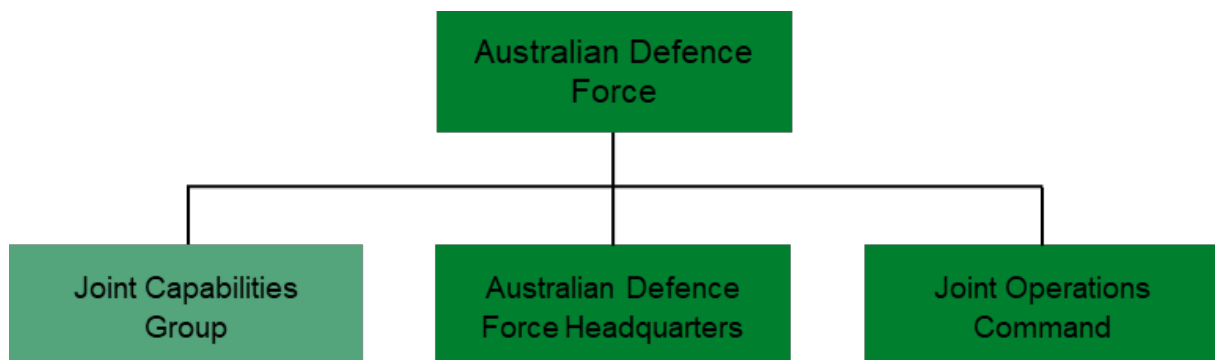 Australian Defence
Force
Joint Capabilities
Group
Australian Defence
Force Headquarters
Joint Operations
Command